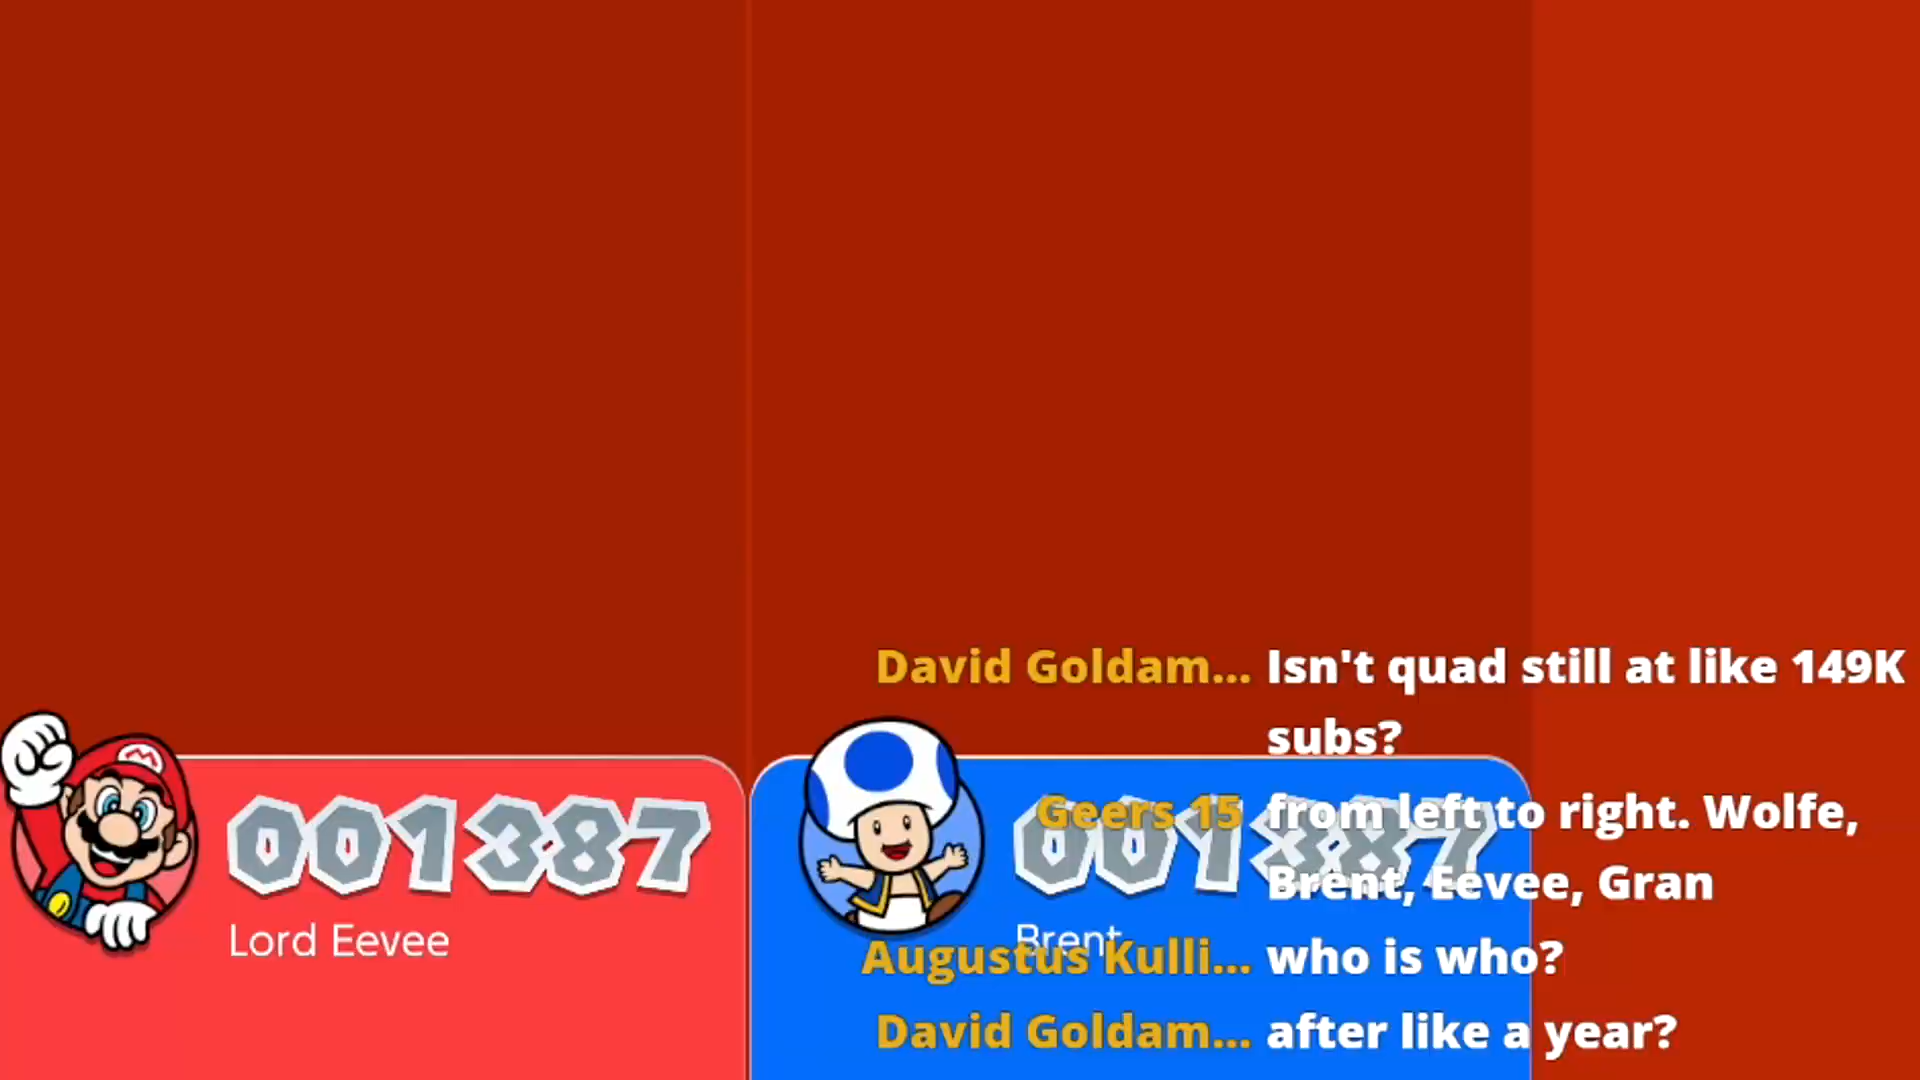 David Goldam... Isn't quad still at like 149K
subs?
001387
Lord Eevee
001387
Brent
Geers 15 from left to right. Wolfe,
Brent, Eevee, Gran
Augustus Kulli... who is who?
David Goldam... after like a year?